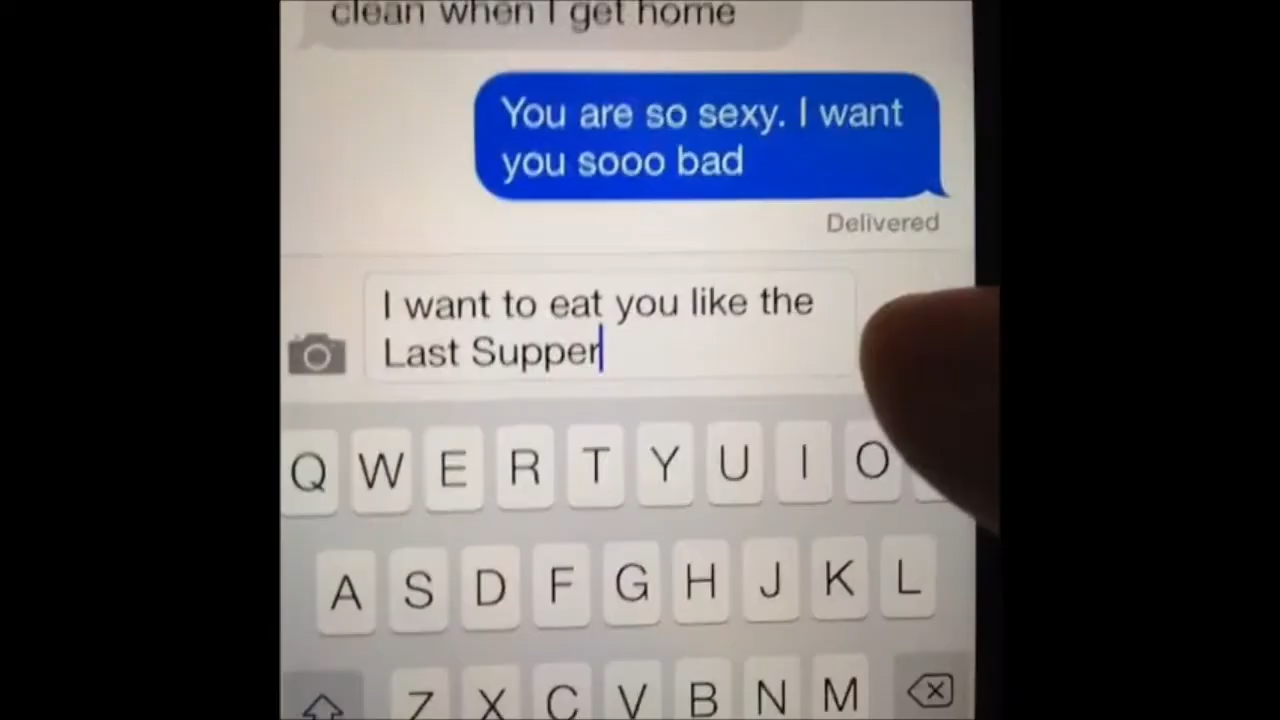 clean when I get home
You are so sexy. I want
you sooo bad
Delivered
I want to eat you like the
Last Supper
Q W E R T Y U I O
A S D F G H J K L
Z X C V B N M